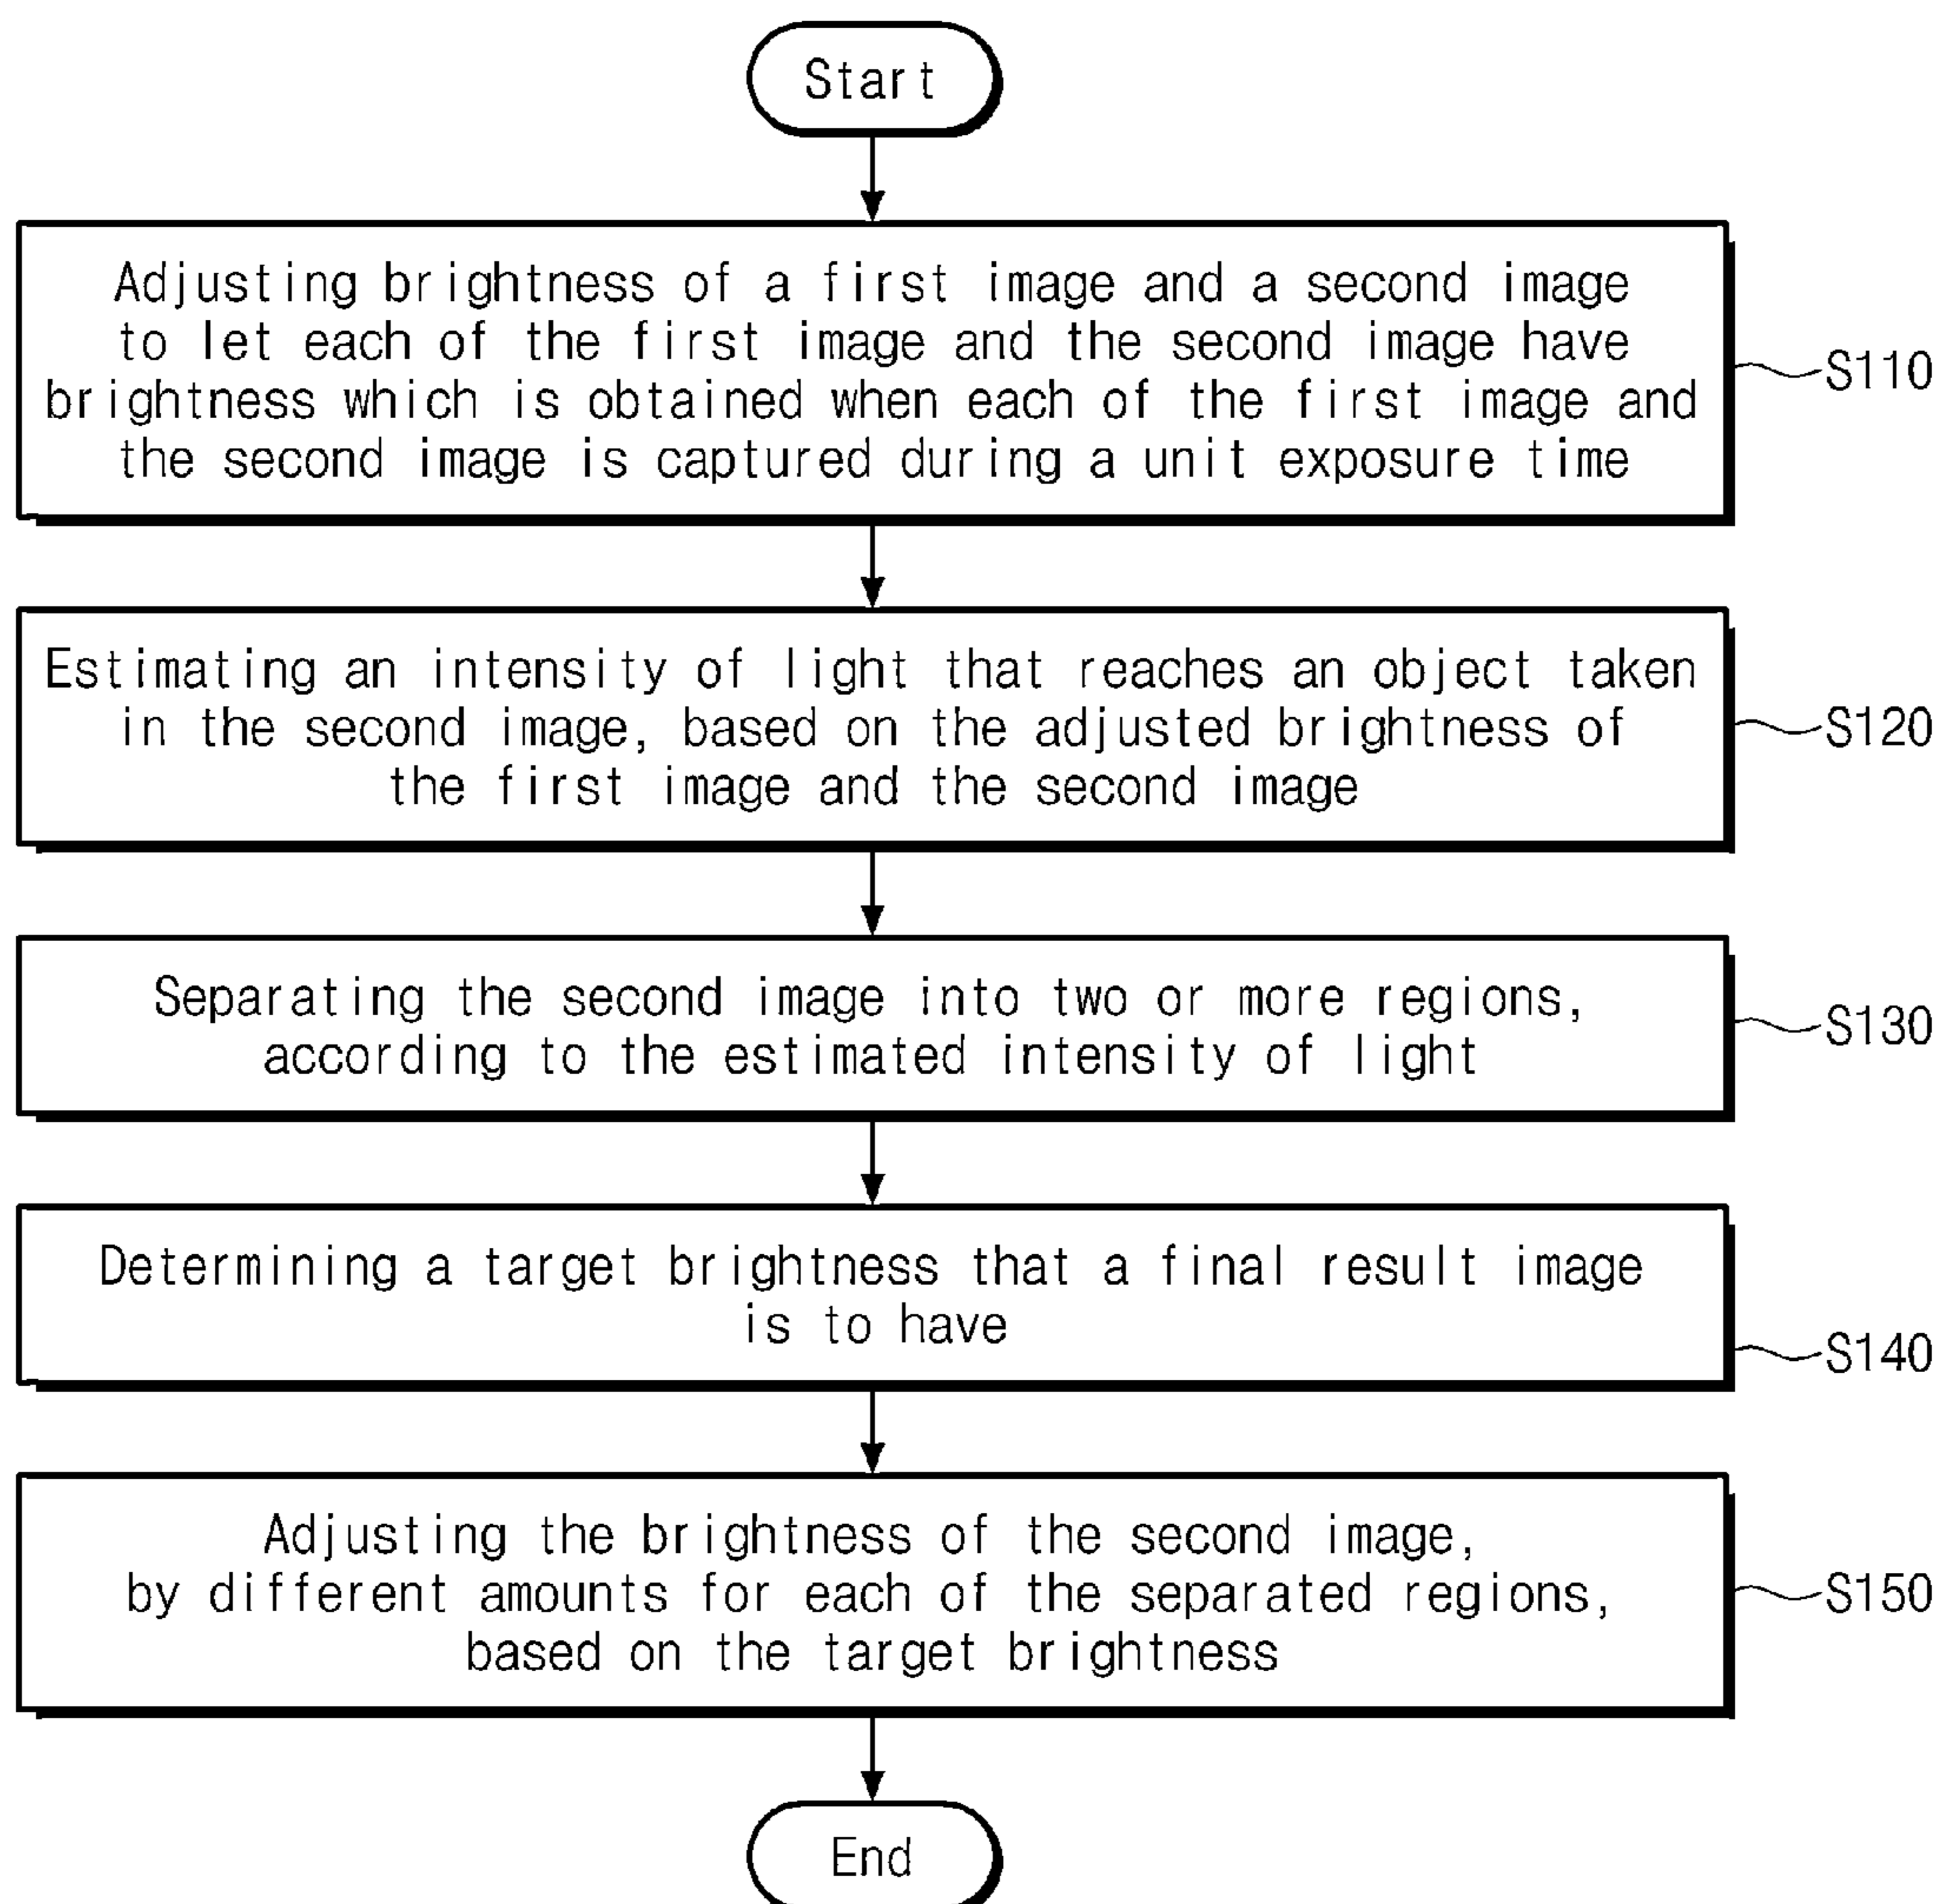 Start
Adjusting brightness of a first image and a second image
to let each of the first image and the second image have
brightness which is obtained when each of the first image and
the second image is captured during a unit exposure time
S110
Estimating an intensity of light that reaches an object taken
in the second image, based on the adjusted brightness of
the first image and the second image
S120
Separating the second image into two or more regions,
according to the estimated intensity of light
S130
Determining a target brightness that a final result image
is to have
S140
Adjusting the brightness of the second image,
by different amounts for each of the separated regions,
based on the target brightness
S150
End